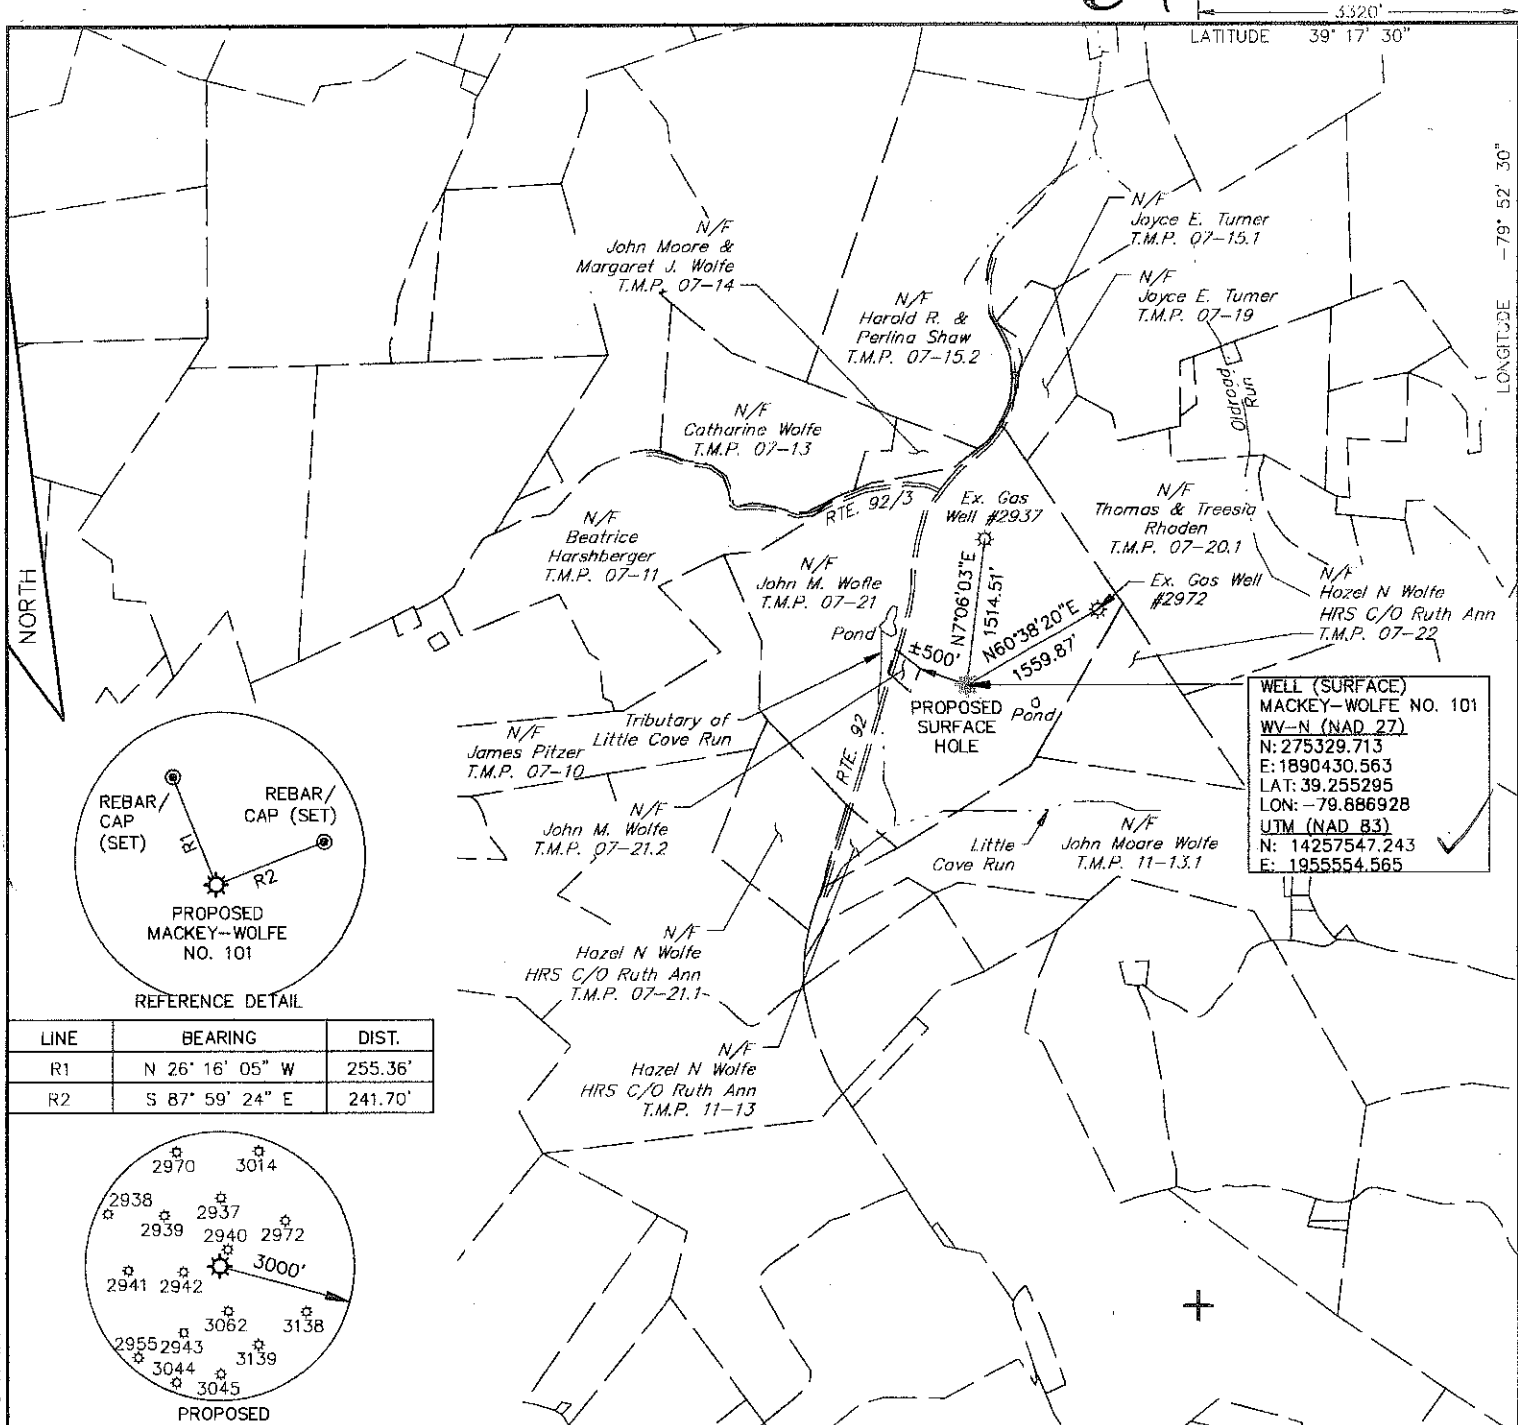 3320'
LATITUDE 39° 17' 30"
LONGITUDE -79° 52' 30"
NORTH
N/F
John Moore &
Margaret J. Wolfe
T.M.P. 07-14
N/F
Joyce E. Turner
T.M.P. 07-15.1
N/F
Joyce E. Turner
T.M.P. 07-19
N/F
Harold R. &
Perlina Shaw
T.M.P. 07-15.2
Oldroad
Run
N/F
Catharine Wolfe
T.M.P. 07-13
RTE. 92/3
Ex. Gas
Well #2937
N/F
Thomas & Treesia
Rhoden
T.M.P. 07-20.1
N/F
Beatrice
Harshberger
T.M.P. 07-11
N/F
John M. Wofle
T.M.P. 07-21
Ex. Gas Well
#2972
N/F
Hazel N Wolfe
HRS C/O Ruth Ann
T.M.P. 07-22
Pond
±500'
N7°06'03"E
1514.51'
N60°38'20"E
1559.87'
PROPOSED
SURFACE
HOLE
Pond
WELL (SURFACE)
MACKEY-WOLFE NO. 101
WV-N (NAD 27)
N: 275329.713
E: 1890430.563
LAT: 39.255295
LON: -79.886928
UTM (NAD 83)
N: 14257547.243
E: 1955554.565
Tributary of
Little Cove Run
N/F
James Pitzer
T.M.P. 07-10
RTE. 92
N/F
John M. Wolfe
T.M.P. 07-21.2
Little
Cove Run
N/F
John Moore Wolfe
T.M.P. 11-13.1
N/F
Hazel N Wolfe
HRS C/O Ruth Ann
T.M.P. 07-21.1
N/F
Hazel N Wolfe
HRS C/O Ruth Ann
T.M.P. 11-13
REBAR/
CAP
(SET)
REBAR/
CAP (SET)
R1
R2
PROPOSED
MACKEY-WOLFE
NO. 101
REFERENCE DETAIL
LINE BEARING DIST.
R1 N 26° 16' 05" W 255.36'
R2 S 87° 59' 24" E 241.70'
2970 3014
2938
2939 2937
2940 2972
3000'
2941 2942
3062 3138
2955 2943
3139
3044
3045
PROPOSED